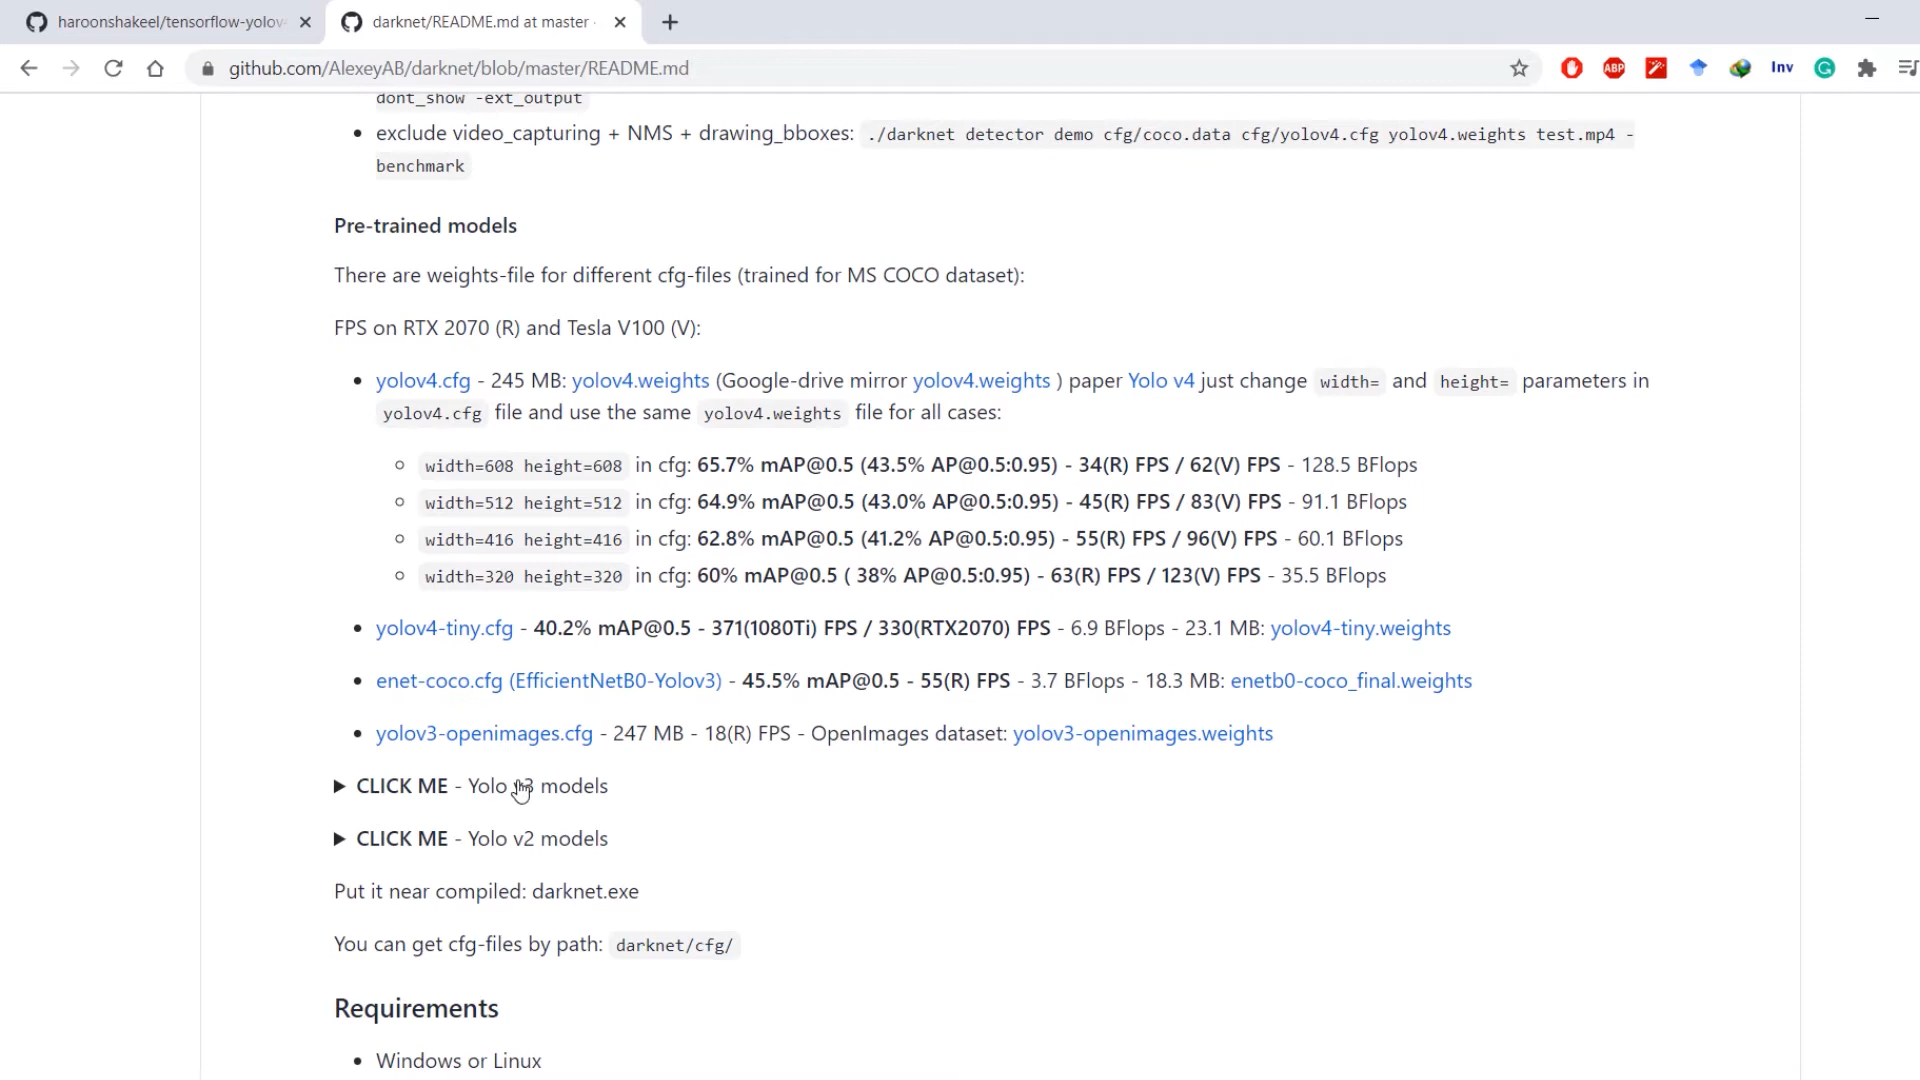 haroonshakeel/tensorflow-yolov
darknet/README.md at master ·
github.com/AlexeyAB/darknet/blob/master/README.md
ABP
Inv
dont_show -ext_output
• exclude video_capturing + NMS + drawing_bboxes: ./darknet detector demo cfg/coco.data cfg/yolov4.cfg yolov4.weights test.mp4 -
benchmark
Pre-trained models
There are weights-file for different cfg-files (trained for MS COCO dataset):
FPS on RTX 2070 (R) and Tesla V100 (V):
• yolov4.cfg - 245 MB: yolov4.weights (Google-drive mirror yolov4.weights ) paper Yolo v4 just change width= and height= parameters in
yolov4.cfg file and use the same yolov4.weights file for all cases:
○ width=608 height=608 in cfg: 65.7% mAP@0.5 (43.5% AP@0.5:0.95) - 34(R) FPS / 62(V) FPS - 128.5 BFlops
○ width=512 height=512 in cfg: 64.9% mAP@0.5 (43.0% AP@0.5:0.95) - 45(R) FPS / 83(V) FPS - 91.1 BFlops
○ width=416 height=416 in cfg: 62.8% mAP@0.5 (41.2% AP@0.5:0.95) - 55(R) FPS / 96(V) FPS - 60.1 BFlops
○ width=320 height=320 in cfg: 60% mAP@0.5 ( 38% AP@0.5:0.95) - 63(R) FPS / 123(V) FPS - 35.5 BFlops
• yolov4-tiny.cfg - 40.2% mAP@0.5 - 371(1080Ti) FPS / 330(RTX2070) FPS - 6.9 BFlops - 23.1 MB: yolov4-tiny.weights
• enet-coco.cfg (EfficientNetB0-Yolov3) - 45.5% mAP@0.5 - 55(R) FPS - 3.7 BFlops - 18.3 MB: enetb0-coco_final.weights
• yolov3-openimages.cfg - 247 MB - 18(R) FPS - OpenImages dataset: yolov3-openimages.weights
▶ CLICK ME - Yolo v3 models
▶ CLICK ME - Yolo v2 models
Put it near compiled: darknet.exe
You can get cfg-files by path: darknet/cfg/
Requirements
• Windows or Linux